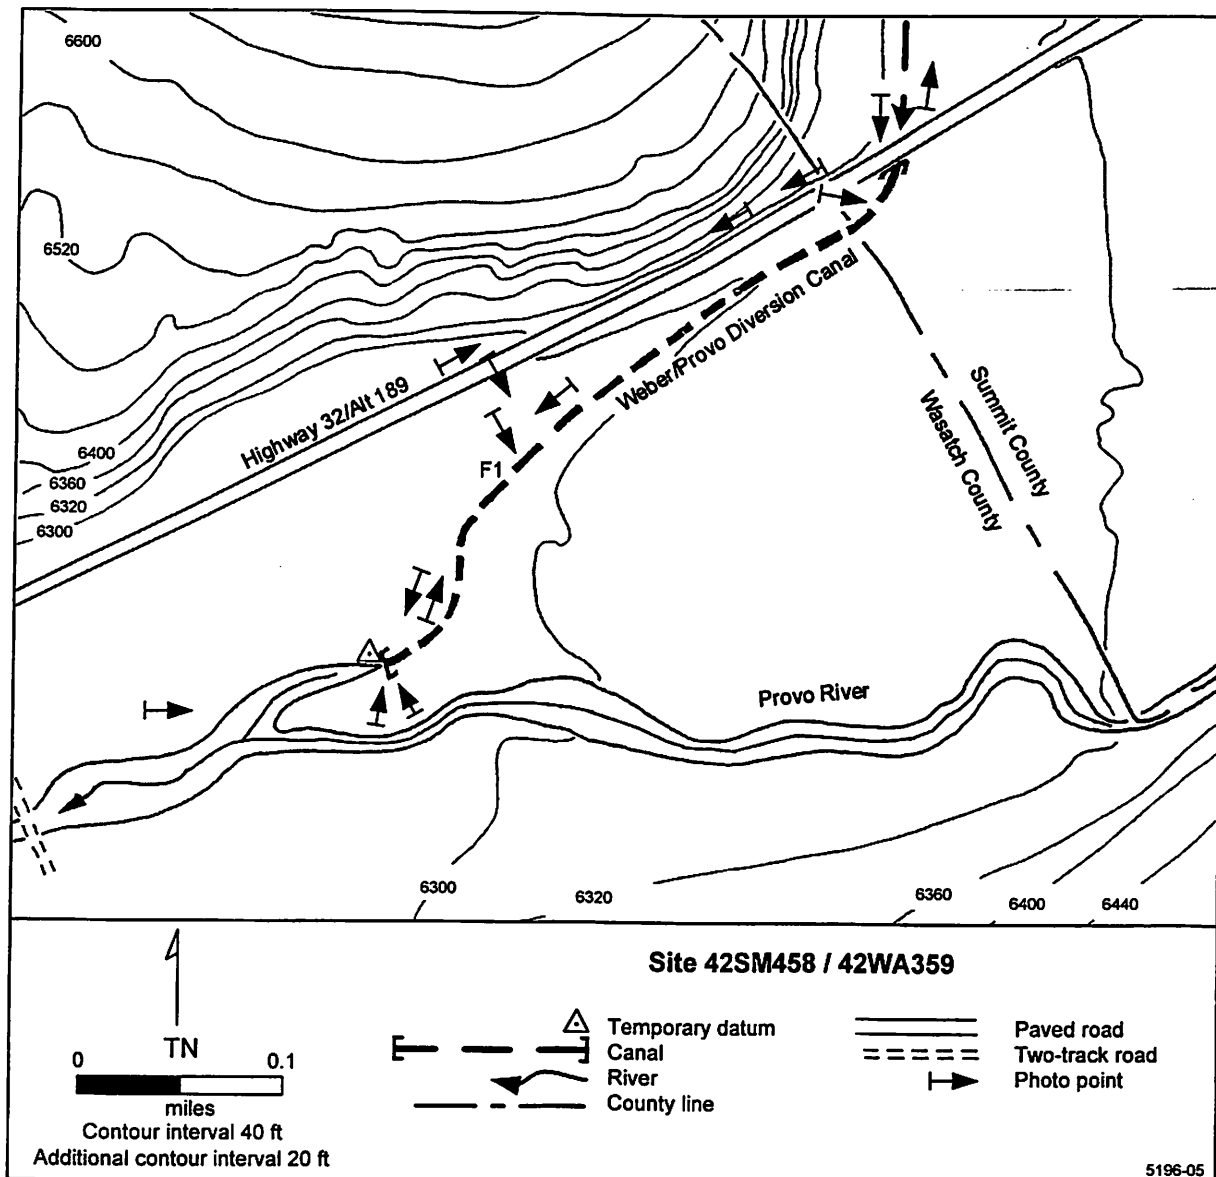 6600
6520
Highway 32/Alt 189
Weber/Provo Diversion Canal
Summit County
Wasatch County
6400
6360
6320
6300
F1
Provo River
6300
6320
6360
6400
6440
Site 42SM458 / 42WA359
TN
0 0.1
miles
Contour interval 40 ft
Additional contour interval 20 ft
Temporary datum
Canal
River
County line
Paved road
Two-track road
Photo point
5196-05